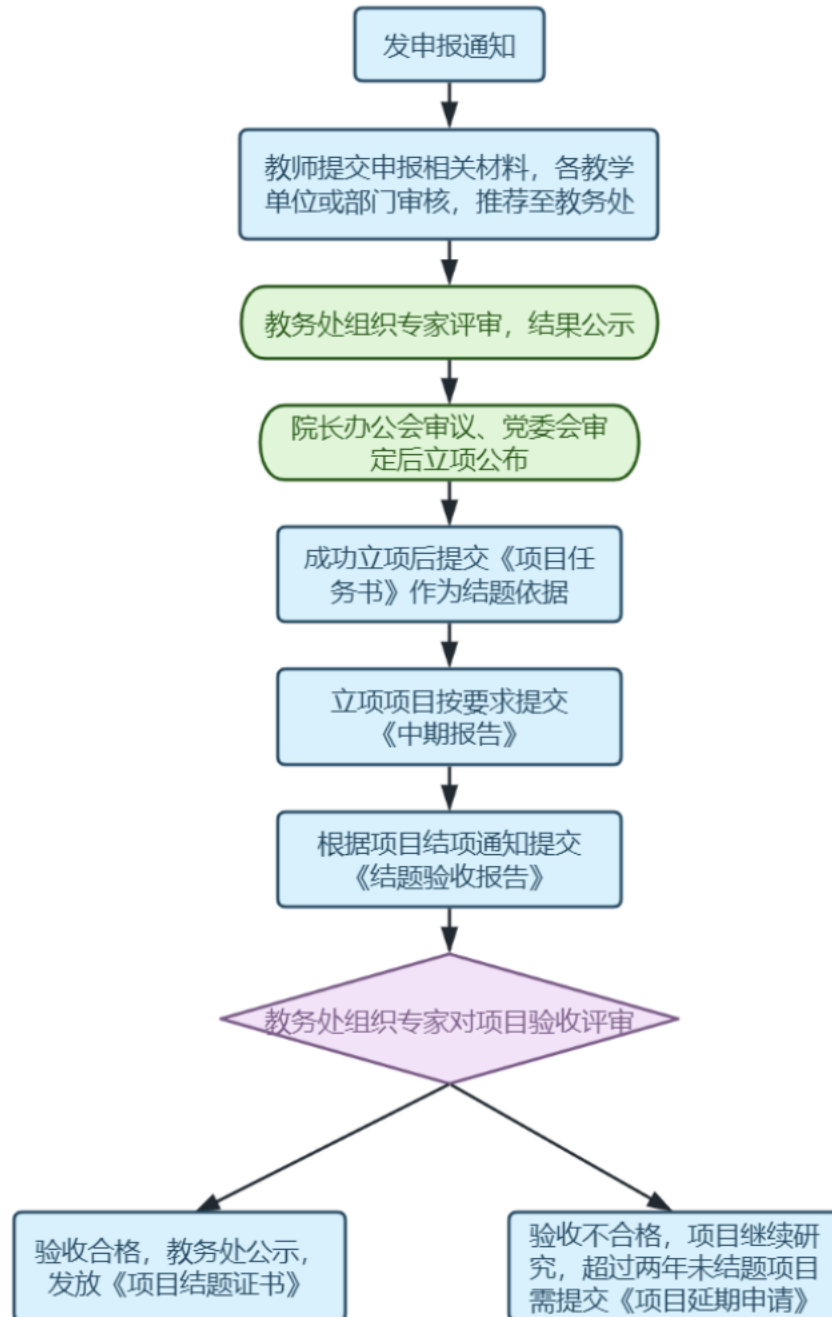 发申报通知
教师提交申报相关材料，各教学
单位或部门审核，推荐至教务处
教务处组织专家评审，结果公示
院长办公会审议、党委会审
定后立项公布
成功立项后提交《项目任
务书》作为结题依据
立项项目按要求提交
《中期报告》
根据项目结项通知提交
《结题验收报告》
教务处组织专家对项目验收评审
验收合格，教务处公示，
发放《项目结题证书》
验收不合格，项目继续研
究，超过两年未结题项目
需提交《项目延期申请》